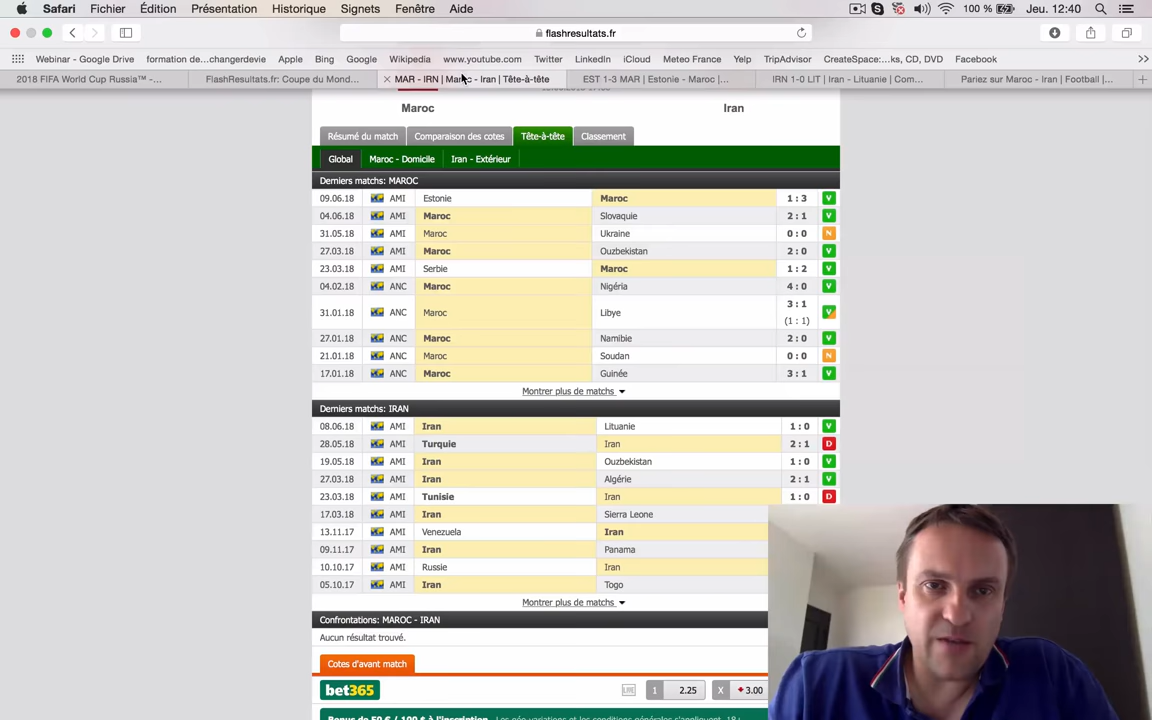 Safari Fichier Édition Présentation Historique Signets Fenêtre Aide 100 % Jeu. 12:40
flashresultats.fr
Webinar - Google Drive formation de...changedrive Apple Bing Google Wikipedia www.youtube.com Twitter LinkedIn iCloud Meteo France Yelp TripAdvisor CreateSpace:...ks, CD, DVD Facebook
2018 FIFA World Cup Russia™ -... FlashResultats.fr: Coupe du Mond... MAR - IRN | Maroc - Iran | Tête-à-tête EST 1-3 MAR | Estonie - Maroc |... IRN 1-0 LIT | Iran - Lituanie | Com... Pariez sur Maroc - Iran | Football |...
Maroc Iran
Résumé du match Comparaison des cotes Tête-à-tête Classement
Global Maroc - Domicile Iran - Extérieur
Derniers matchs: MAROC
09.06.18 AMI Estonie Maroc 1 : 3 V
04.06.18 AMI Maroc Slovaquie 2 : 1 V
31.05.18 AMI Maroc Ukraine 0 : 0 N
27.03.18 AMI Maroc Ouzbekistan 2 : 0 V
23.03.18 AMI Serbie Maroc 1 : 2 V
04.02.18 ANC Maroc Nigéria 4 : 0 V
31.01.18 ANC Maroc Libye 3 : 1 V
(1 : 1)
27.01.18 ANC Maroc Namibie 2 : 0 V
21.01.18 ANC Maroc Soudan 0 : 0 N
17.01.18 ANC Maroc Guinée 3 : 1 V
Montrer plus de matchs
Derniers matchs: IRAN
08.06.18 AMI Iran Lituanie 1 : 0 V
28.05.18 AMI Turquie Iran 2 : 1 D
19.05.18 AMI Iran Ouzbekistan 1 : 0 V
27.03.18 AMI Iran Algérie 2 : 1 V
23.03.18 AMI Tunisie Iran 1 : 0 D
17.03.18 AMI Iran Sierra Leone
13.11.17 AMI Venezuela Iran
09.11.17 AMI Iran Panama
10.10.17 AMI Russie Iran
05.10.17 AMI Iran Togo
Montrer plus de matchs
Confrontations: MAROC - IRAN
Aucun résultat trouvé.
Cotes d'avant match
bet365 LIVE 1 2.25 X 3.00